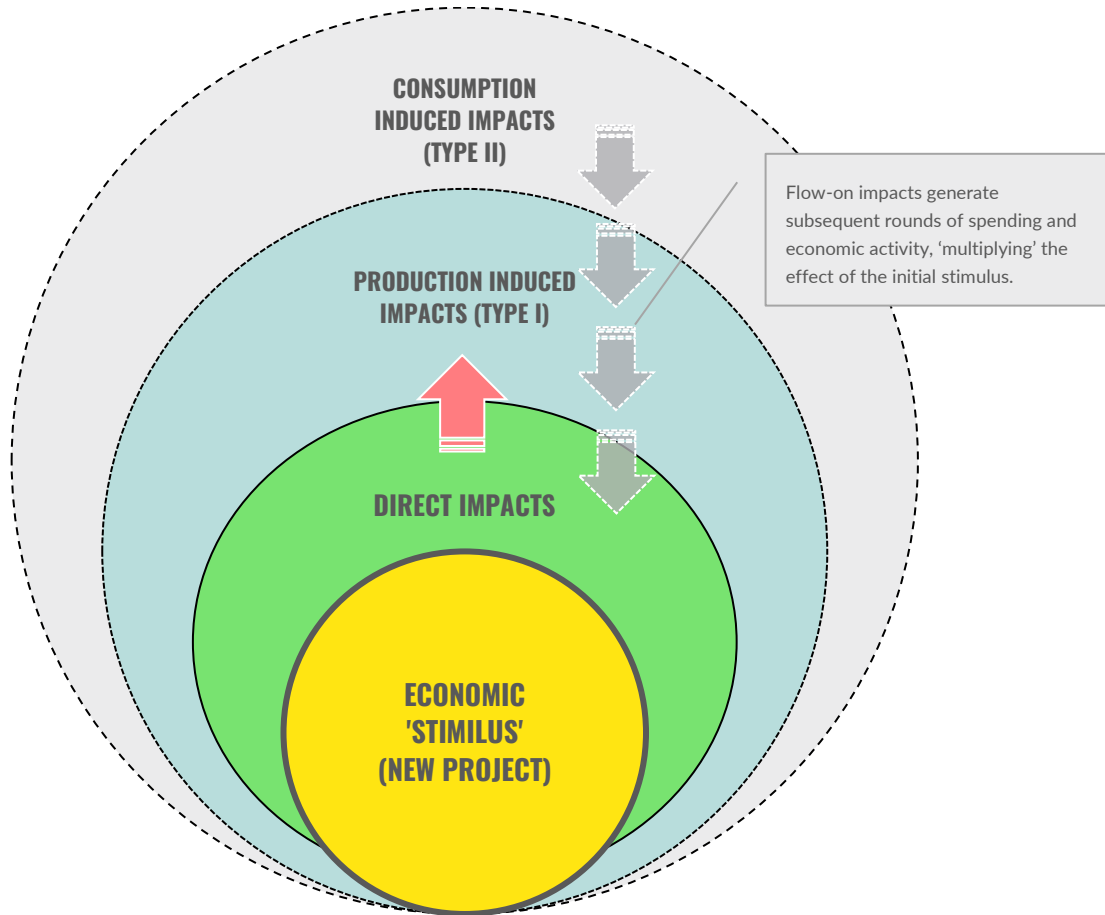 CONSUMPTION
INDUCED IMPACTS
(TYPE II)
Flow-on impacts generate
subsequent rounds of spending and
economic activity, ‘multiplying’ the
effect of the initial stimulus.
PRODUCTION INDUCED
IMPACTS (TYPE I)
DIRECT IMPACTS
ECONOMIC
'STIMILUS'
(NEW PROJECT)